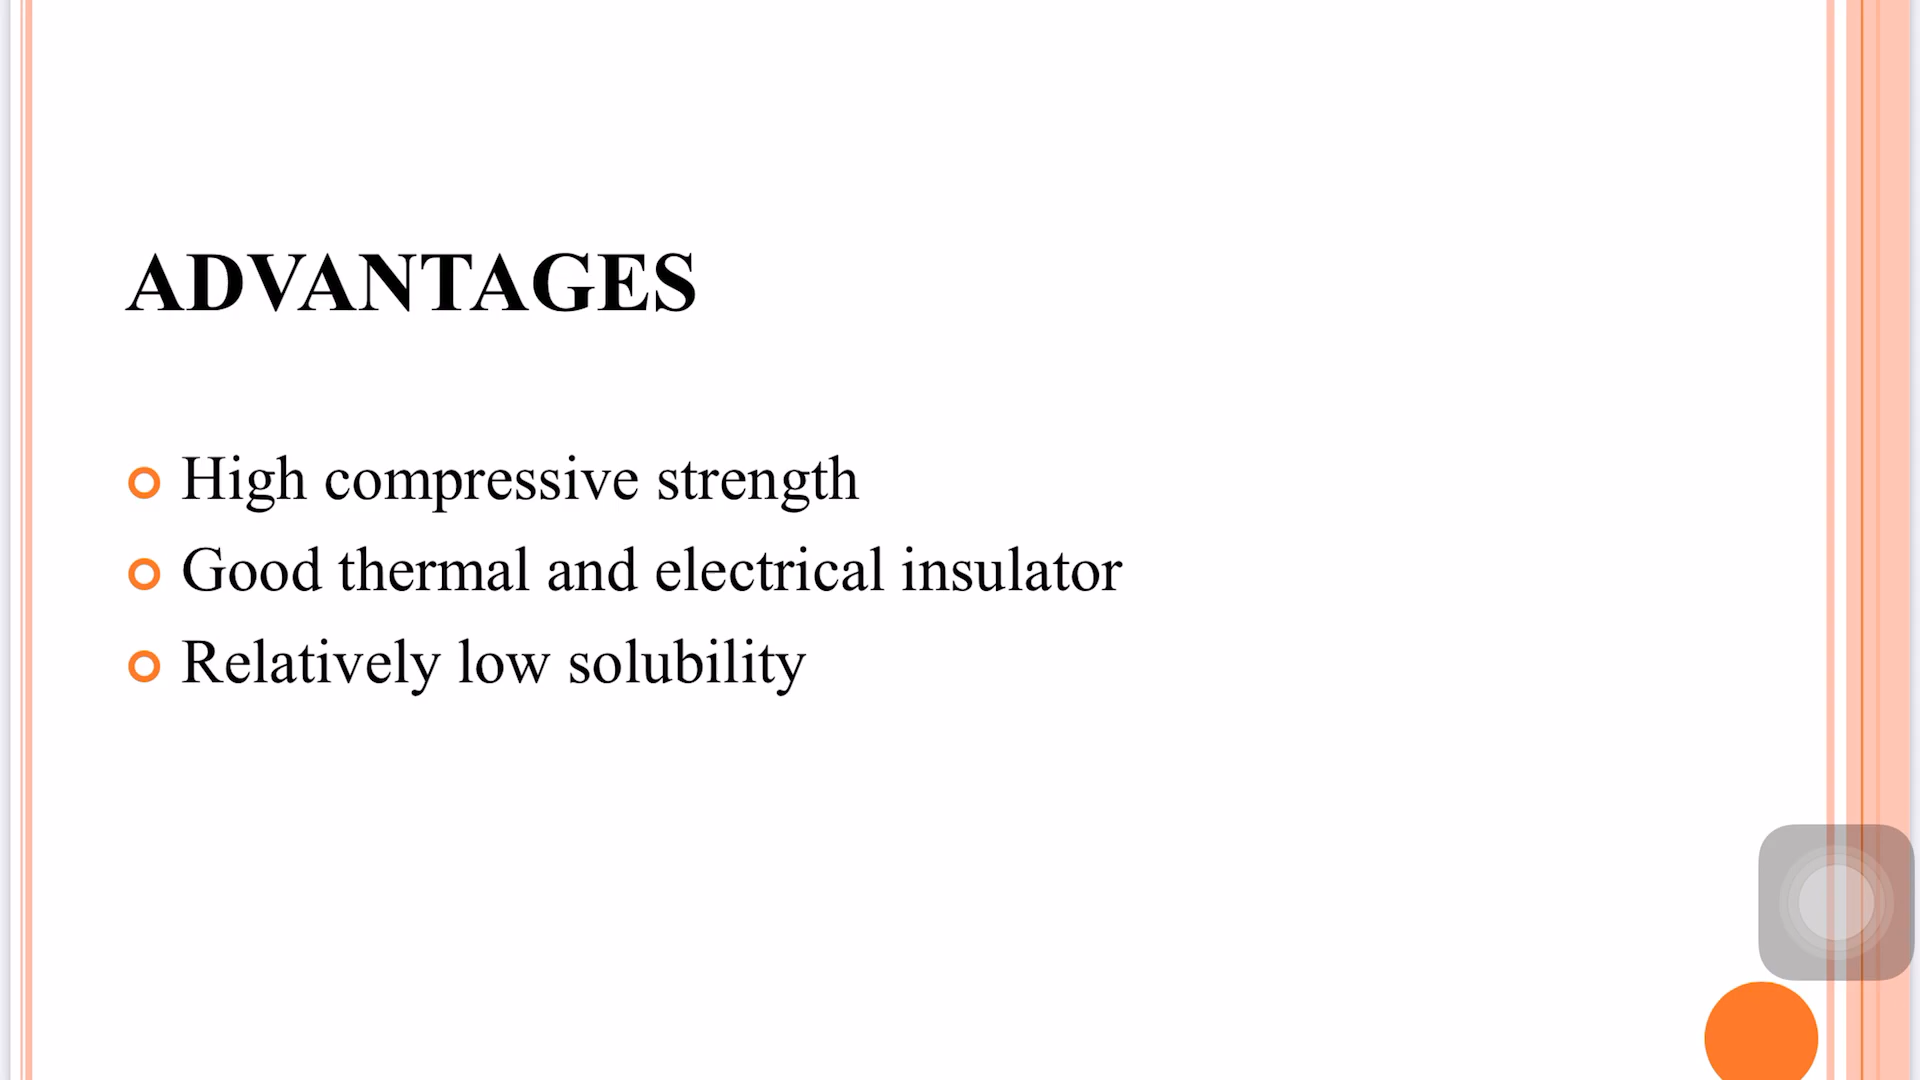 ADVANTAGES
High compressive strength
Good thermal and electrical insulator
Relatively low solubility